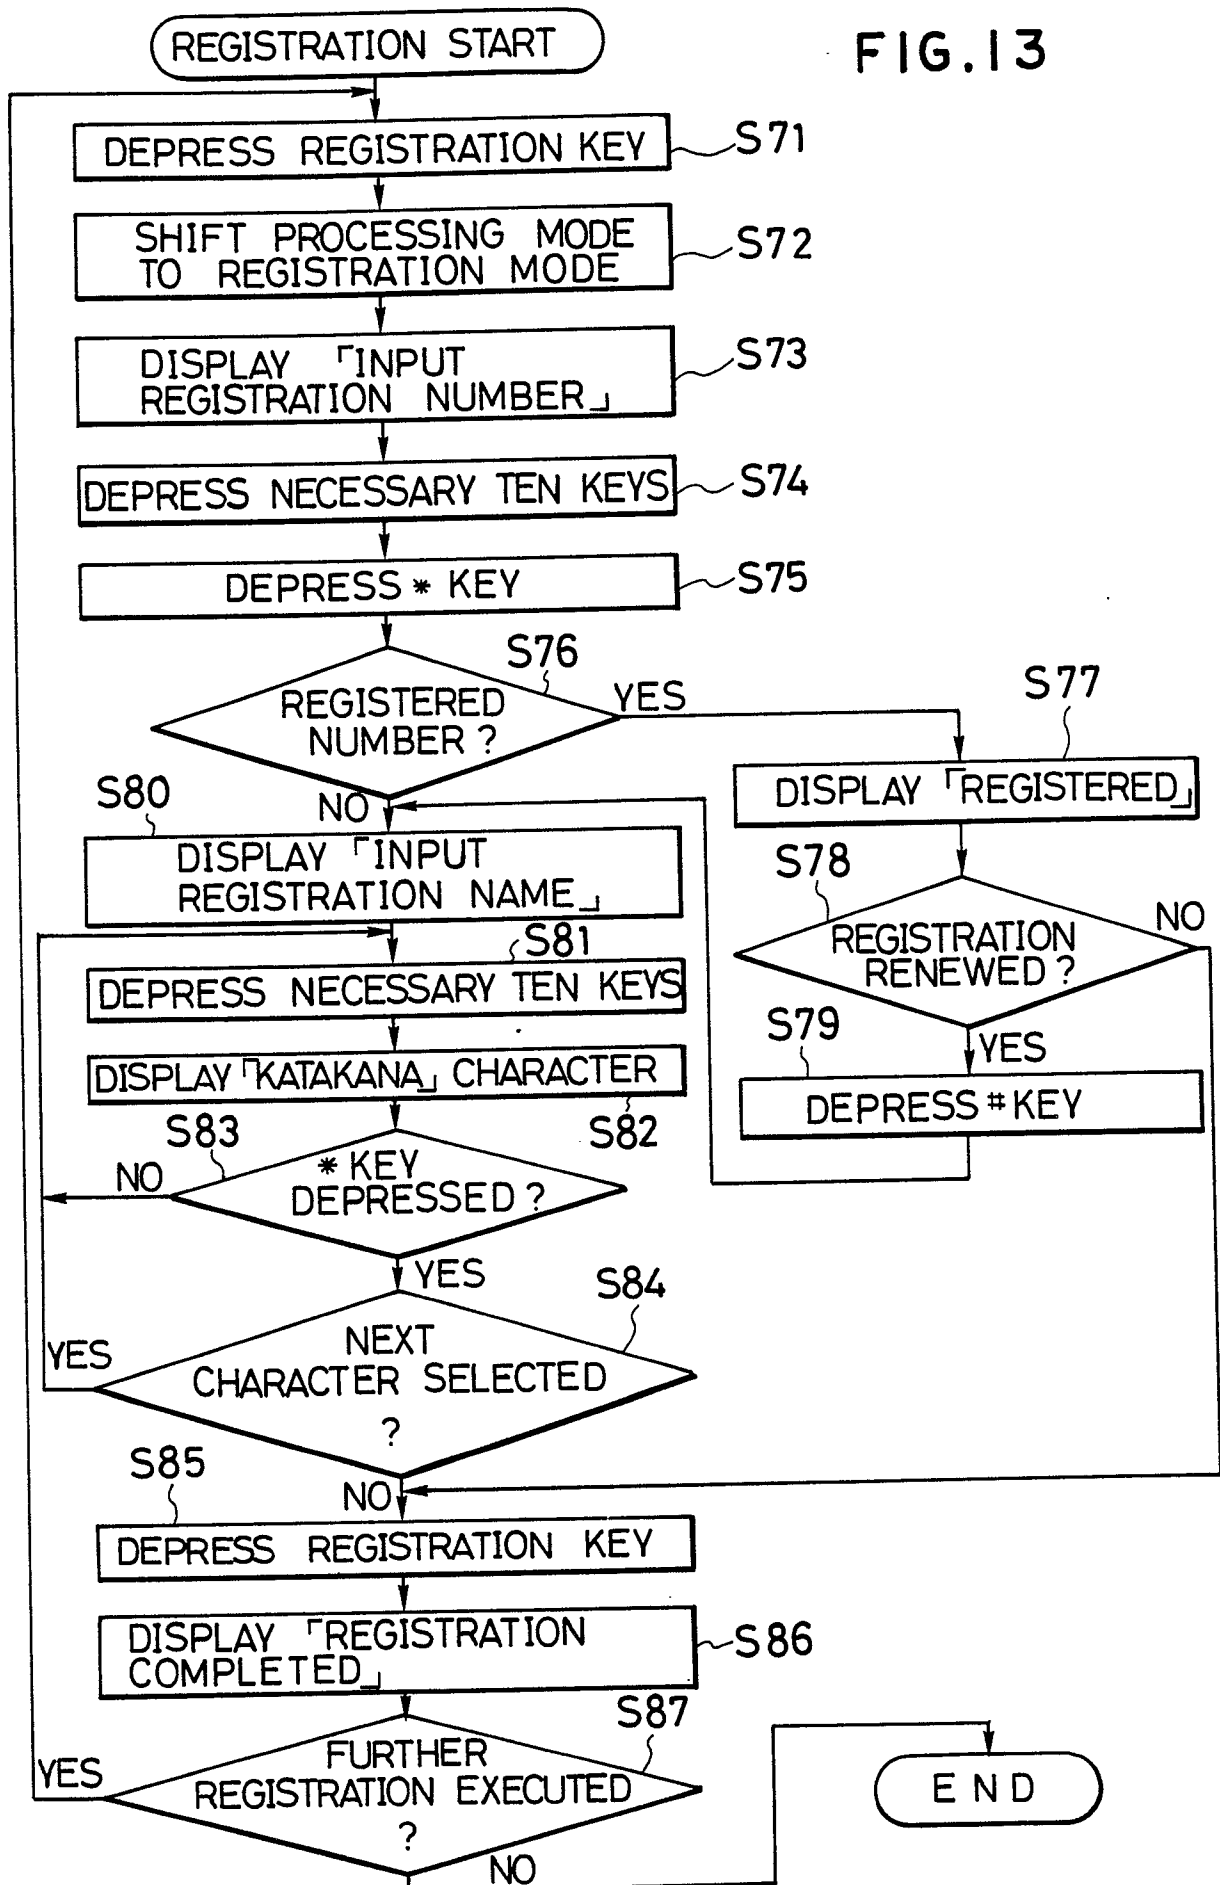 REGISTRATION START
FIG.13
DEPRESS REGISTRATION KEY
S71
SHIFT PROCESSING MODE
TO REGISTRATION MODE
S72
DISPLAY 「INPUT
REGISTRATION NUMBER」
S73
DEPRESS NECESSARY TEN KEYS
S74
DEPRESS * KEY
S75
S76
REGISTERED
NUMBER ?
YES
NO
S77
DISPLAY 「REGISTERED」
S78
REGISTRATION
RENEWED ?
NO
YES
S79
DEPRESS # KEY
S80
DISPLAY 「INPUT
REGISTRATION NAME」
S81
DEPRESS NECESSARY TEN KEYS
DISPLAY 「KATAKANA」 CHARACTER
S82
S83
* KEY
DEPRESSED ?
NO
YES
S84
NEXT
CHARACTER SELECTED
?
YES
NO
S85
DEPRESS REGISTRATION KEY
DISPLAY 「REGISTRATION
COMPLETED」
S86
S87
FURTHER
REGISTRATION EXECUTED
?
YES
NO
END